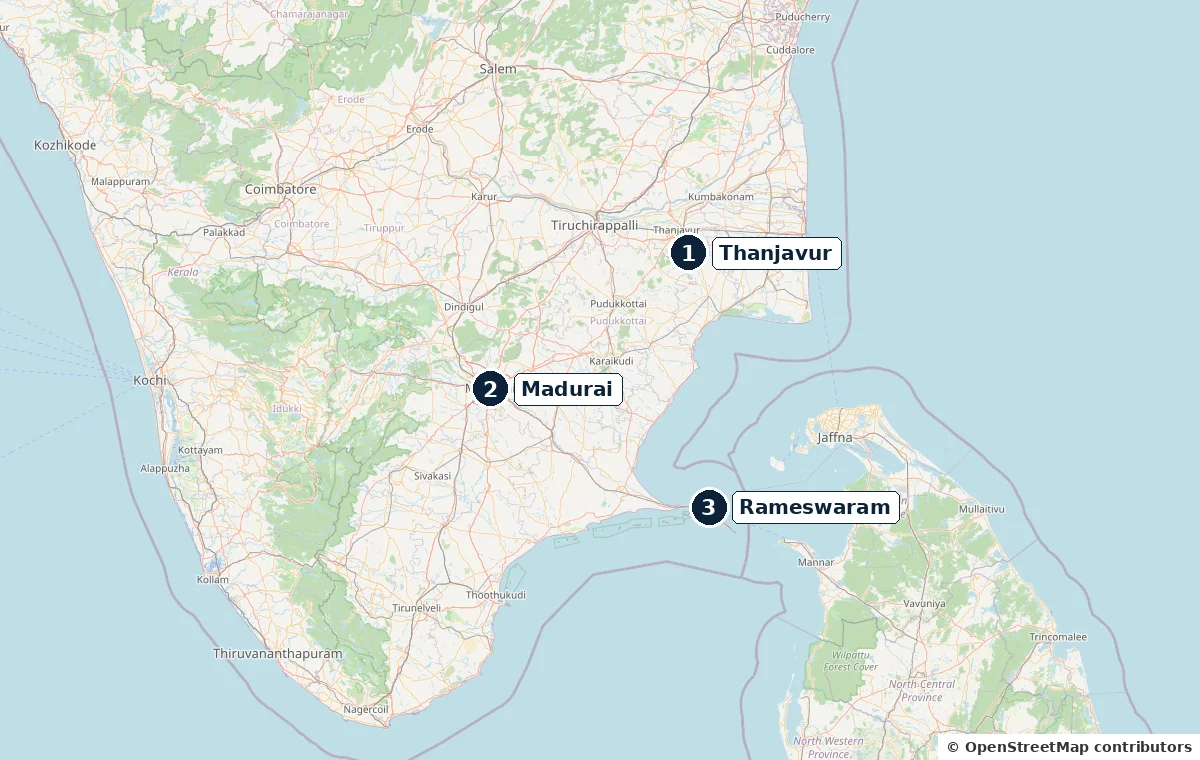 Chamarajanagar
Puducherry
Cuddalore
Salem
Erode
Erode
Kozhikode
Malappuram
Coimbatore
Karur
Kumbakonam
Coimbatore
Tiruppur
Tiruchirappalli
Palakkad
Thanjavur
1 Thanjavur
Kerala
Dindigul
Pudukkottai
Pudukkottai
Karaikudi
Kochi
2 Madurai
Idukki
Jaffna
Kottayam
Alappuzha
Sivakasi
3 Rameswaram
Mullaitivu
Mannar
Kollam
Thoothukudi
Tirunelveli
Vavuniya
Trincomalee
Thiruvananthapuram
Wilpattu
Forest Cover
North Central
Province
Nagercoil
North Western
Province
© OpenStreetMap contributors